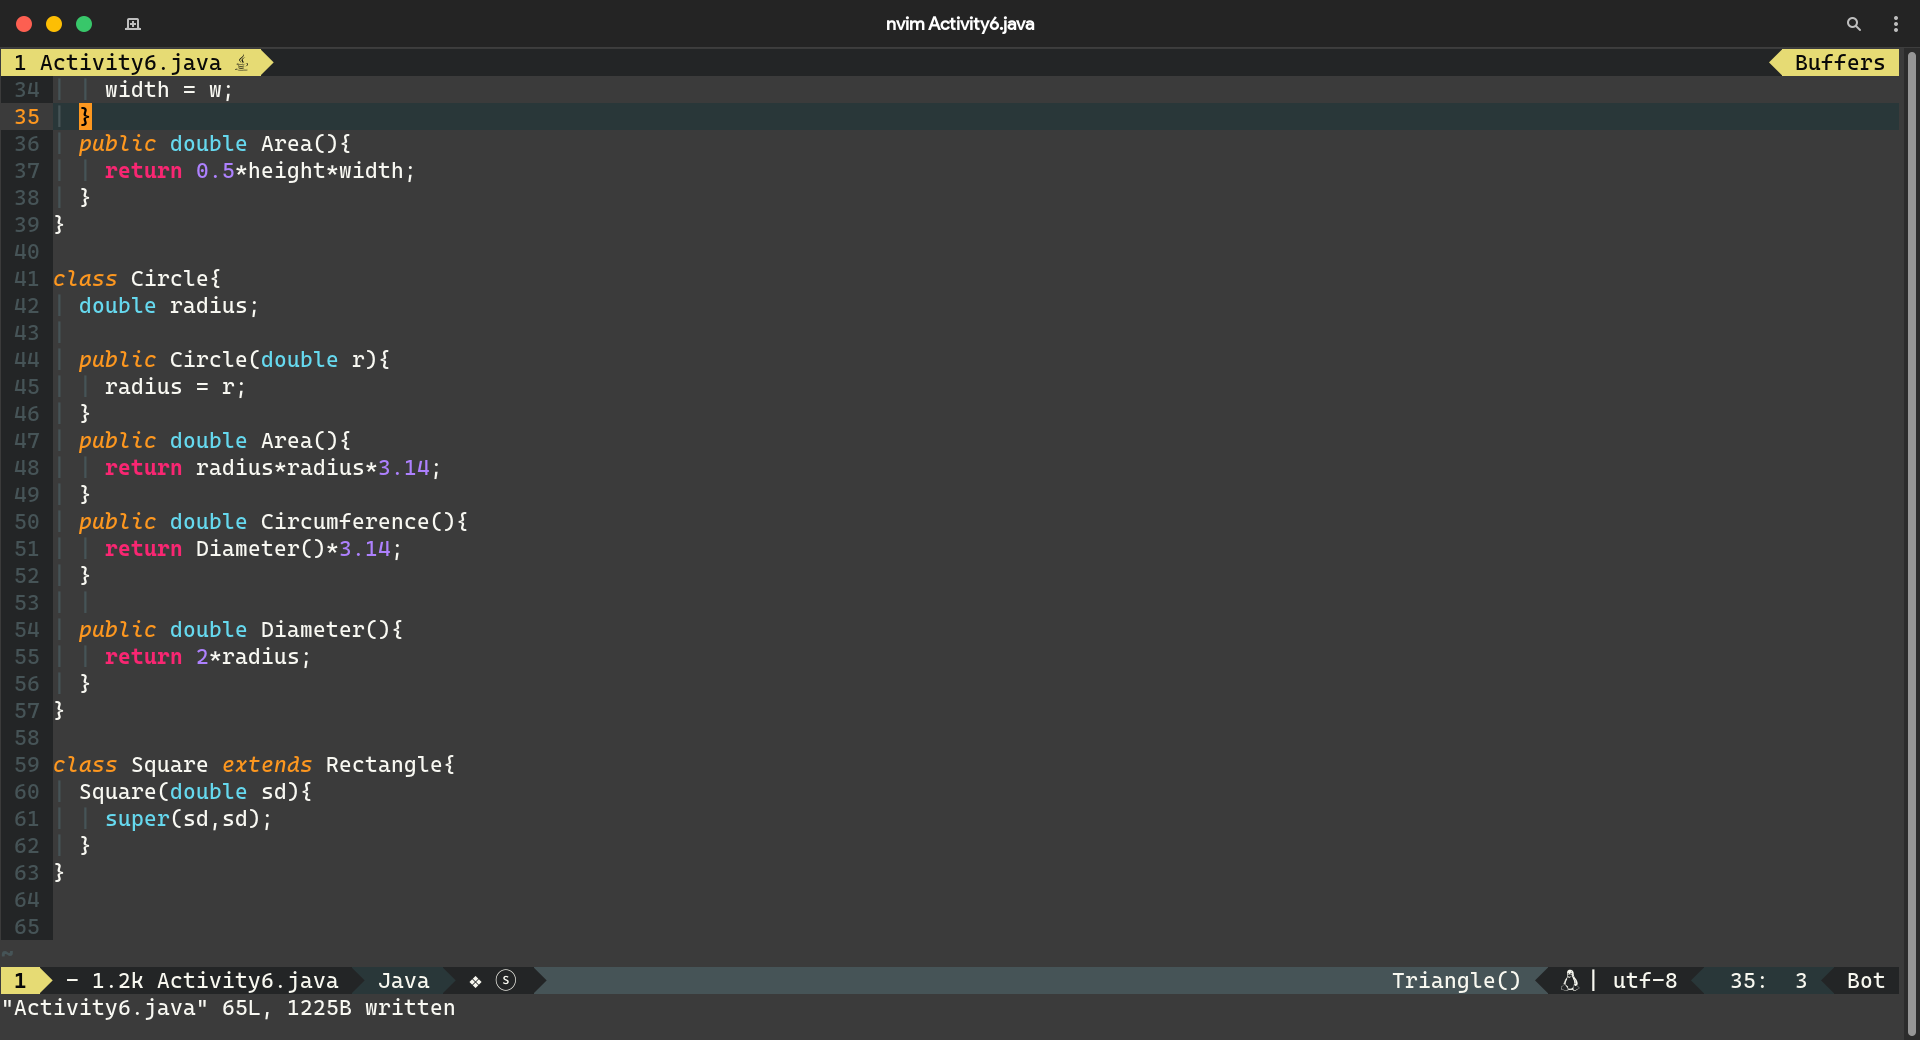 nvim Activity6.java
1 Activity6.java Buffers
34 width = w;
35 }
36 public double Area(){
37 return 0.5*height*width;
38 }
39 }
40
41 class Circle{
42 double radius;
43
44 public Circle(double r){
45 radius = r;
46 }
47 public double Area(){
48 return radius*radius*3.14;
49 }
50 public double Circumference(){
51 return Diameter()*3.14;
52 }
53
54 public double Diameter(){
55 return 2*radius;
56 }
57 }
58
59 class Square extends Rectangle{
60 Square(double sd){
61 super(sd,sd);
62 }
63 }
64
65
~
1 - 1.2k Activity6.java Java ❖ Ⓢ Triangle() | utf-8 35: 3 Bot
"Activity6.java" 65L, 1225B written